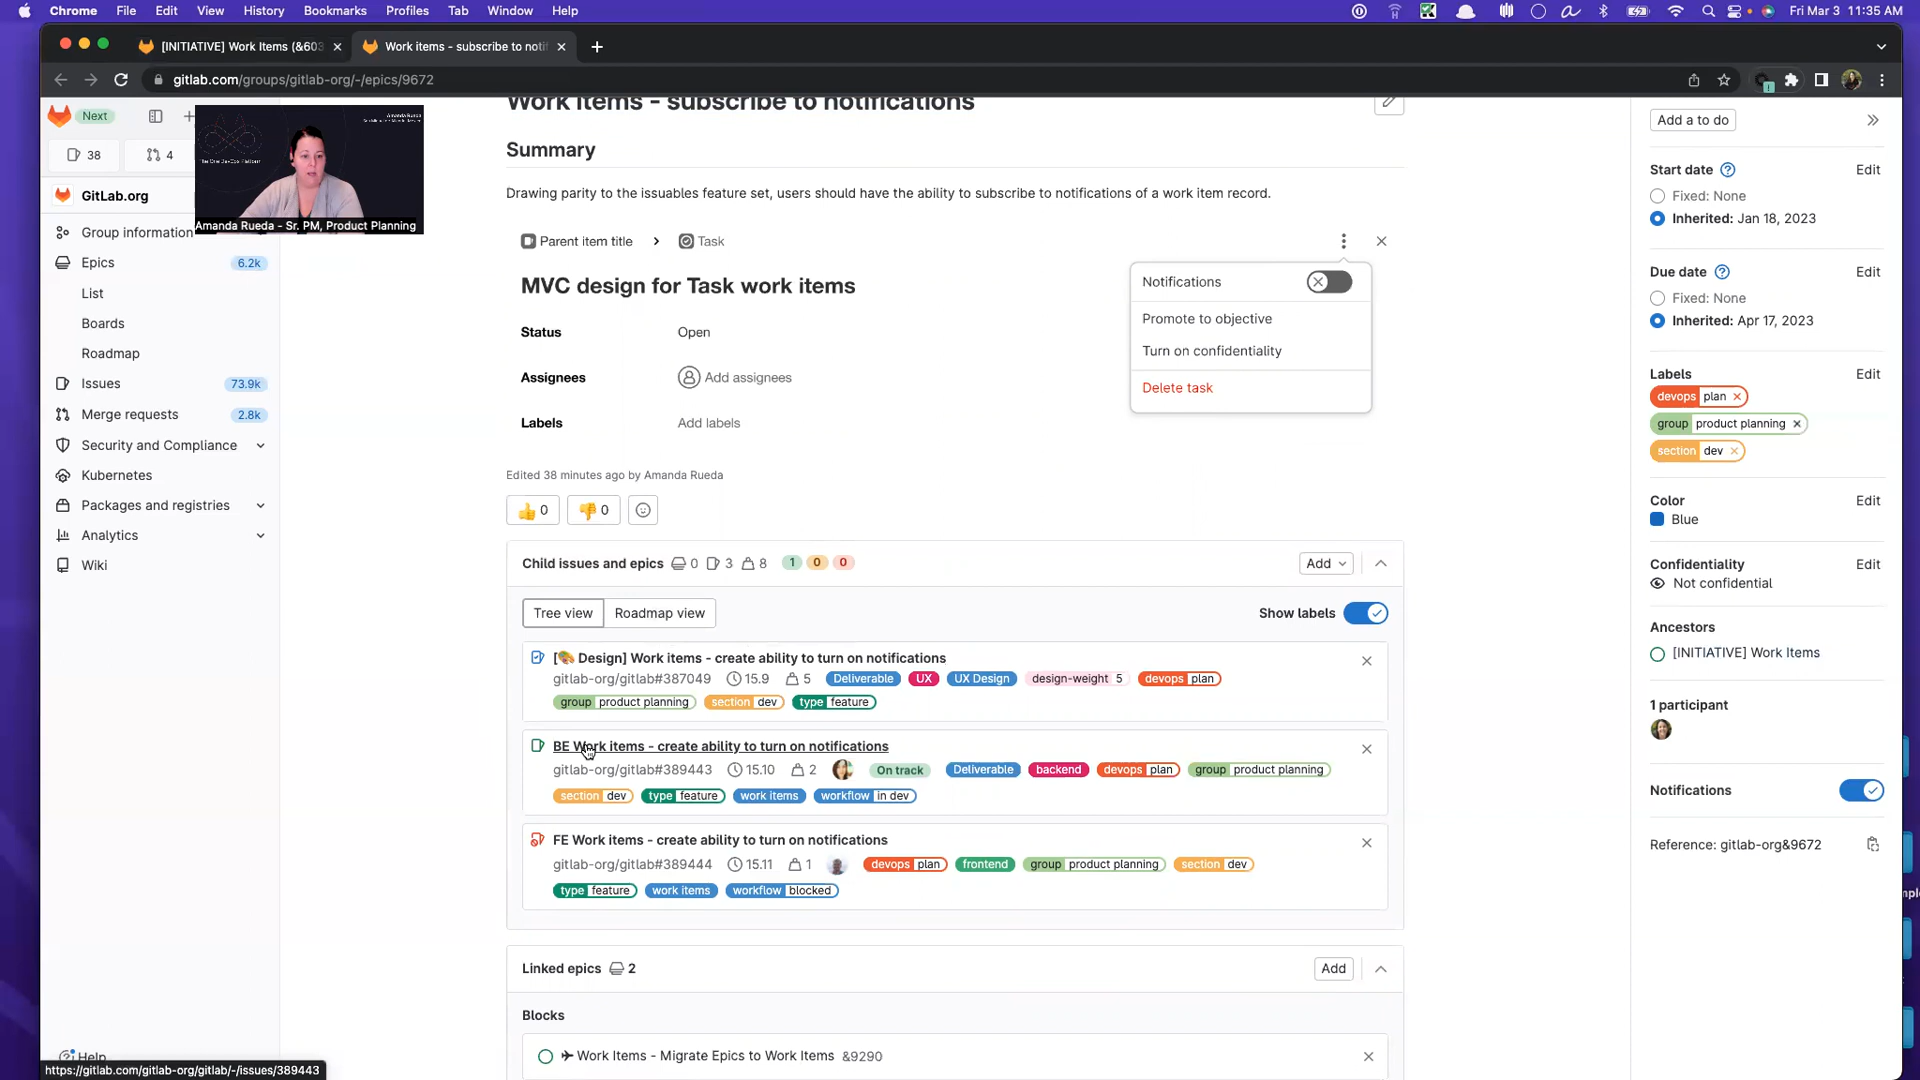 Chrome File Edit View History Bookmarks Profiles Tab Window Help Fri Mar 3 11:35 AM
[INITIATIVE] Work Items (&603 Work items - subscribe to notif
gitlab.com/groups/gitlab-org/-/epics/9672
Next
38 4
Amanda Rueda - Sr. PM, Product Planning
GitLab.org
Group information
Epics 6.2k
List
Boards
Roadmap
Issues 73.9k
Merge requests 2.8k
Security and Compliance
Kubernetes
Packages and registries
Analytics
Wiki
Help
https://gitlab.com/gitlab-org/gitlab/-/issues/389443
Work items - subscribe to notifications
Summary
Drawing parity to the issuables feature set, users should have the ability to subscribe to notifications of a work item record.
Parent item title Task
MVC design for Task work items
Status Open
Assignees Add assignees
Labels Add labels
Notifications
Promote to objective
Turn on confidentiality
Delete task
Edited 38 minutes ago by Amanda Rueda
👍 0 👎 0
Child issues and epics 0 3 8 1 0 0 Add
Tree view Roadmap view Show labels
[🎨 Design] Work items - create ability to turn on notifications
gitlab-org/gitlab#387049 15.9 5 Deliverable UX UX Design design-weight 5 devops plan
group product planning section dev type feature
BE Work items - create ability to turn on notifications
gitlab-org/gitlab#389443 15.10 2 On track Deliverable backend devops plan group product planning
section dev type feature work items workflow in dev
FE Work items - create ability to turn on notifications
gitlab-org/gitlab#389444 15.11 1 devops plan frontend group product planning section dev
type feature work items workflow blocked
Linked epics 2 Add
Blocks
✈ Work Items - Migrate Epics to Work Items &9290
Add a to do
Start date Edit
Fixed: None
Inherited: Jan 18, 2023
Due date Edit
Fixed: None
Inherited: Apr 17, 2023
Labels Edit
devops plan
group product planning
section dev
Color Edit
Blue
Confidentiality Edit
Not confidential
Ancestors
[INITIATIVE] Work Items
1 participant
Notifications
Reference: gitlab-org&9672